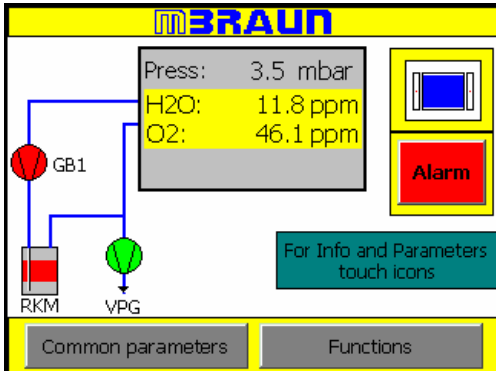 MBRAUN
Press: 3.5 mbar
H2O: 11.8 ppm
O2: 46.1 ppm
GB1
Alarm
For Info and Parameters
touch icons
RKM
VPG
Common parameters
Functions